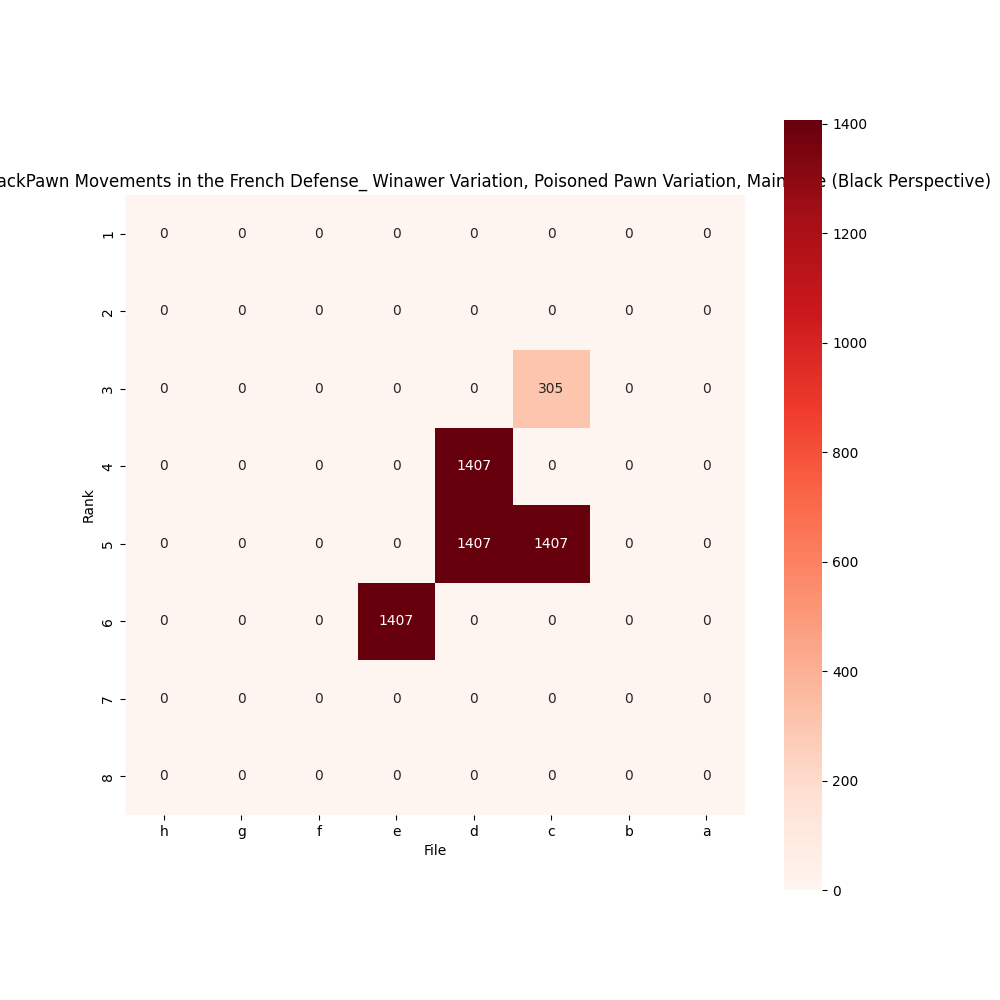 ackPawn Movements in the French Defense_ Winawer Variation, Poisoned Pawn Variation, Main e (Black Perspective)
1400
1200
1000
800
600
400
200
0
Rank
1 0 0 0 0 0 0 0 0
2 0 0 0 0 0 0 0 0
3 0 0 0 0 0 305 0 0
4 0 0 0 0 1407 0 0 0
5 0 0 0 0 1407 1407 0 0
6 0 0 0 1407 0 0 0 0
7 0 0 0 0 0 0 0 0
8 0 0 0 0 0 0 0 0
h g f e d c b a
File